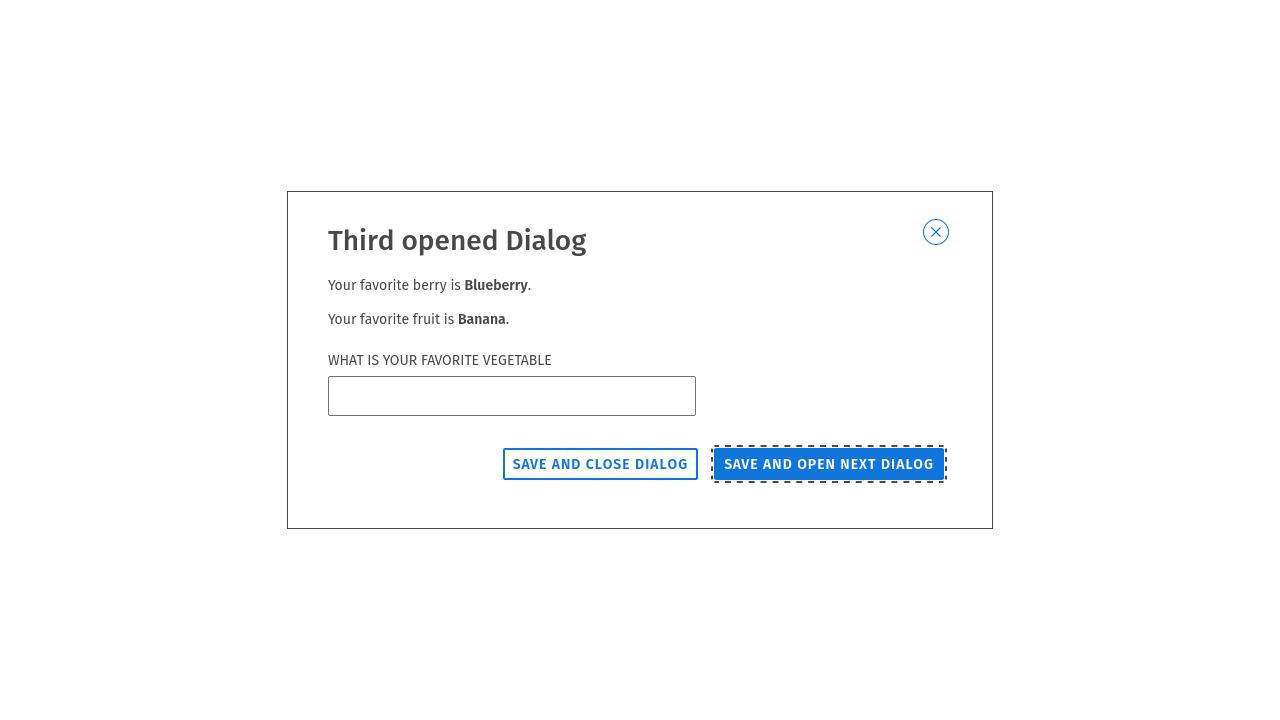 Third opened Dialog
Your favorite berry is Blueberry.
Your favorite fruit is Banana.
WHAT IS YOUR FAVORITE VEGETABLE
SAVE AND CLOSE DIALOG SAVE AND OPEN NEXT DIALOG